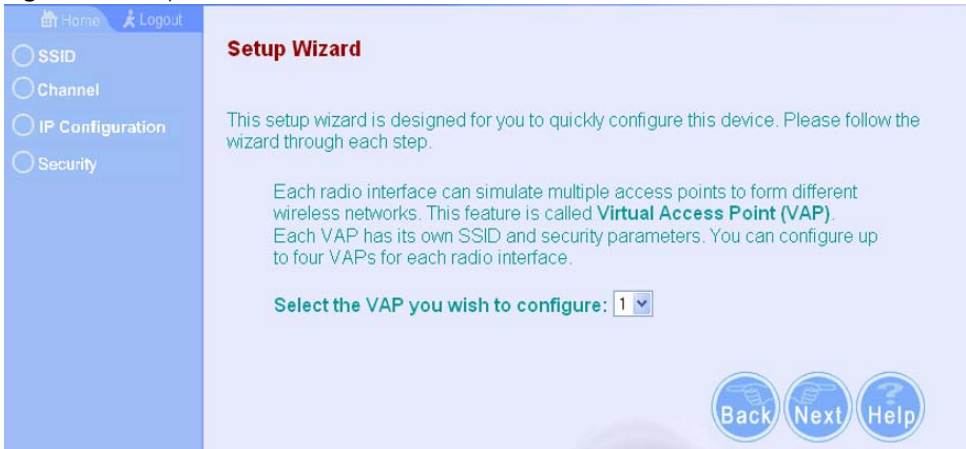 Home Logout
SSID
Channel
IP Configuration
Security
Setup Wizard
This setup wizard is designed for you to quickly configure this device. Please follow the
wizard through each step.
Each radio interface can simulate multiple access points to form different
wireless networks. This feature is called Virtual Access Point (VAP).
Each VAP has its own SSID and security parameters. You can configure up
to four VAPs for each radio interface.
Select the VAP you wish to configure: 1
Back Next Help